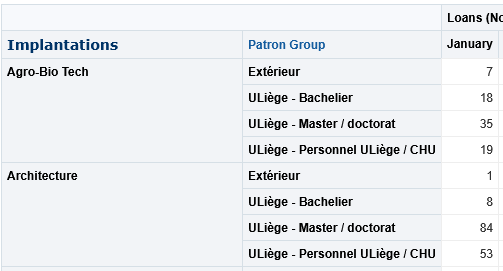 Loans (No
Implantations Patron Group January
Agro-Bio Tech Extérieur 7
ULiège - Bachelier 18
ULiège - Master / doctorat 35
ULiège - Personnel ULiège / CHU 19
Architecture Extérieur 1
ULiège - Bachelier 8
ULiège - Master / doctorat 84
ULiège - Personnel ULiège / CHU 53